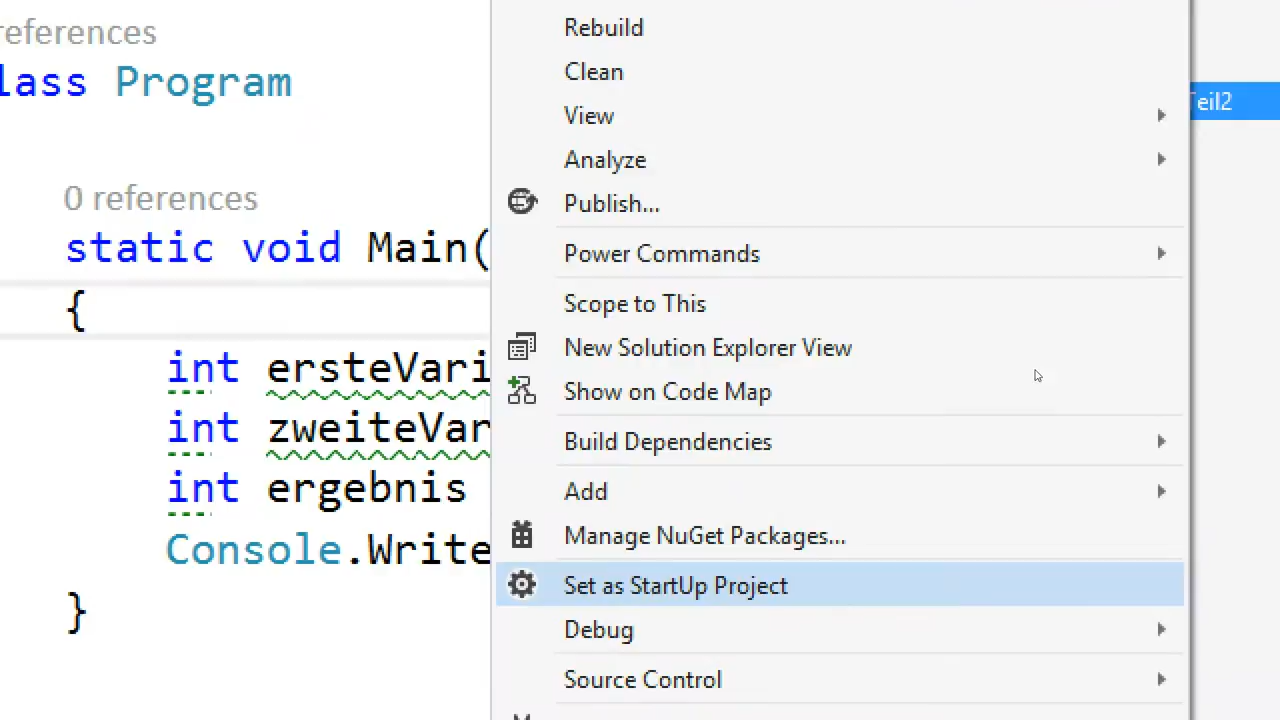 references
lass Program
0 references
static void Main(
{
int ersteVari
int zweiteVar
int ergebnis
Console.Write
}
Rebuild
Clean
View
Analyze
Publish...
Power Commands
Scope to This
New Solution Explorer View
Show on Code Map
Build Dependencies
Add
Manage NuGet Packages...
Set as StartUp Project
Debug
Source Control
Teil2